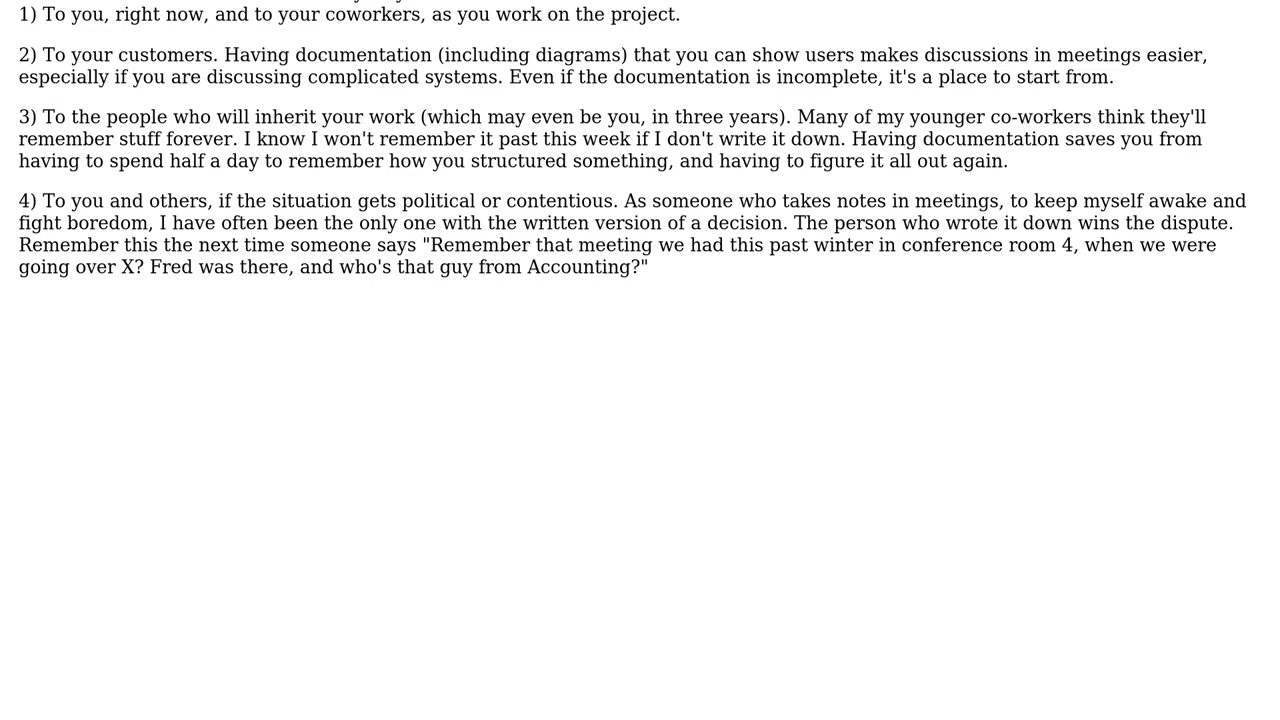 1) To you, right now, and to your coworkers, as you work on the project.
2) To your customers. Having documentation (including diagrams) that you can show users makes discussions in meetings easier,
especially if you are discussing complicated systems. Even if the documentation is incomplete, it's a place to start from.
3) To the people who will inherit your work (which may even be you, in three years). Many of my younger co-workers think they'll
remember stuff forever. I know I won't remember it past this week if I don't write it down. Having documentation saves you from
having to spend half a day to remember how you structured something, and having to figure it all out again.
4) To you and others, if the situation gets political or contentious. As someone who takes notes in meetings, to keep myself awake and
fight boredom, I have often been the only one with the written version of a decision. The person who wrote it down wins the dispute.
Remember this the next time someone says "Remember that meeting we had this past winter in conference room 4, when we were
going over X? Fred was there, and who's that guy from Accounting?"